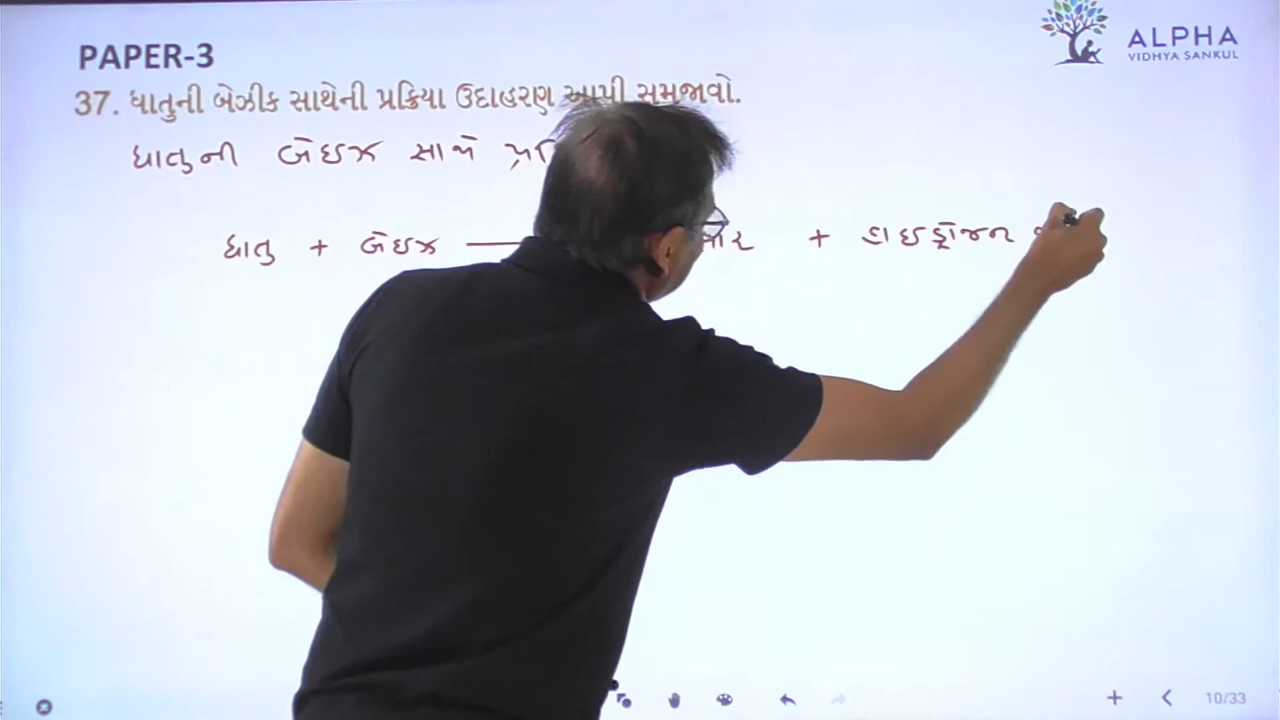 PAPER-3
ALPHA
VIDHYA SANKUL
37. ધાતુની બેઝીક સાથેની પ્રક્રિયા ઉદાહરણ આપી સમજાવો.
ધાતુની બેઇઝ સાથે
ધાતુ + બેઇઝ + હાઇડ્રોજન
10/33